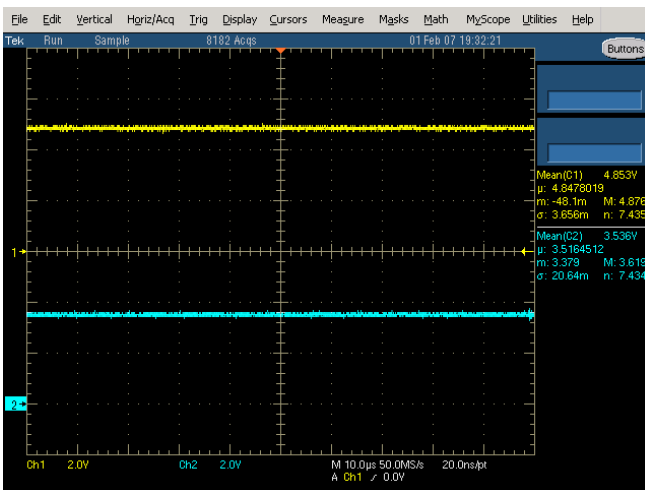 File Edit Vertical Horiz/Acq Trig Display Cursors Measure Masks Math MyScope Utilities Help
Tek Run Sample 8182 Acqs 01 Feb 07 19:32:21 Buttons
Mean(C1) 4.853V
µ: 4.8478019
m: -48.1m M: 4.876
σ: 3.656m n: 7.435
Mean(C2) 3.536V
µ: 3.5164512
m: 3.379 M: 3.619
σ: 20.64m n: 7.434
1
2
Ch1 2.0V Ch2 2.0V M 10.0µs 50.0MS/s 20.0ns/pt
A Ch1 ∕ 0.0V